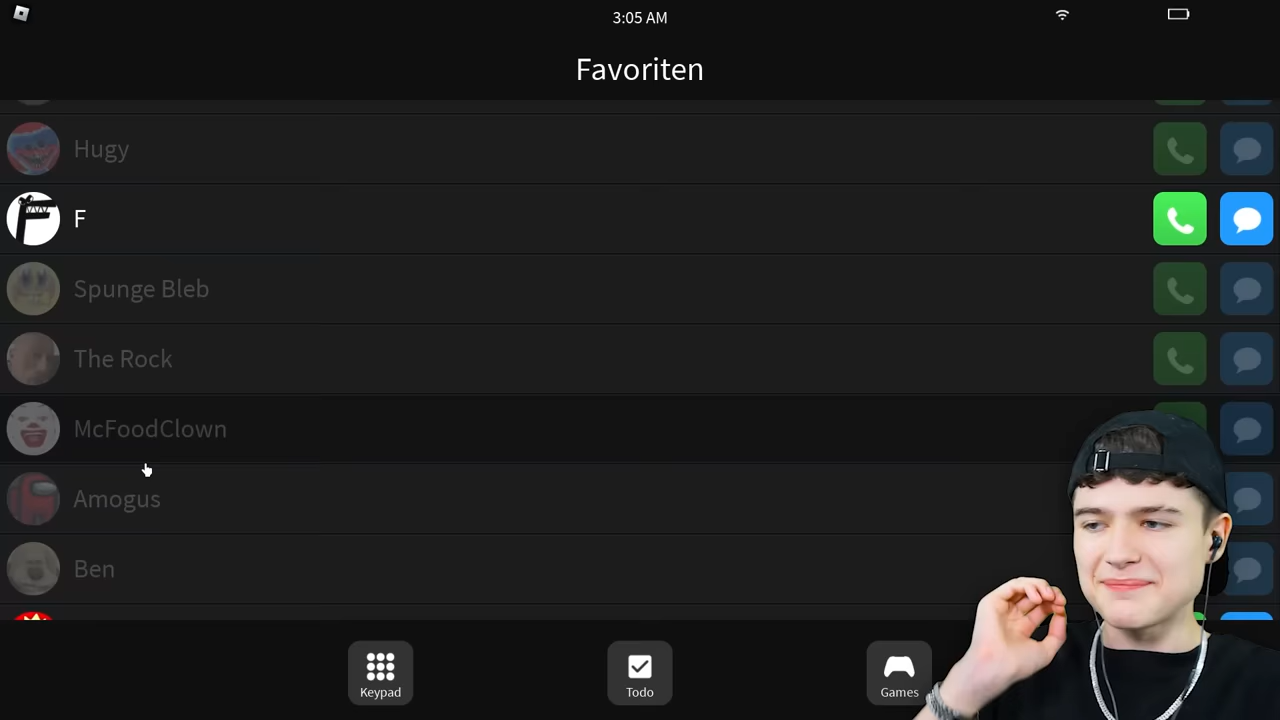 3:05 AM
Favoriten
Hugy
F
Spunge Bleb
The Rock
McFoodClown
Amogus
Ben
Keypad
Todo
Games